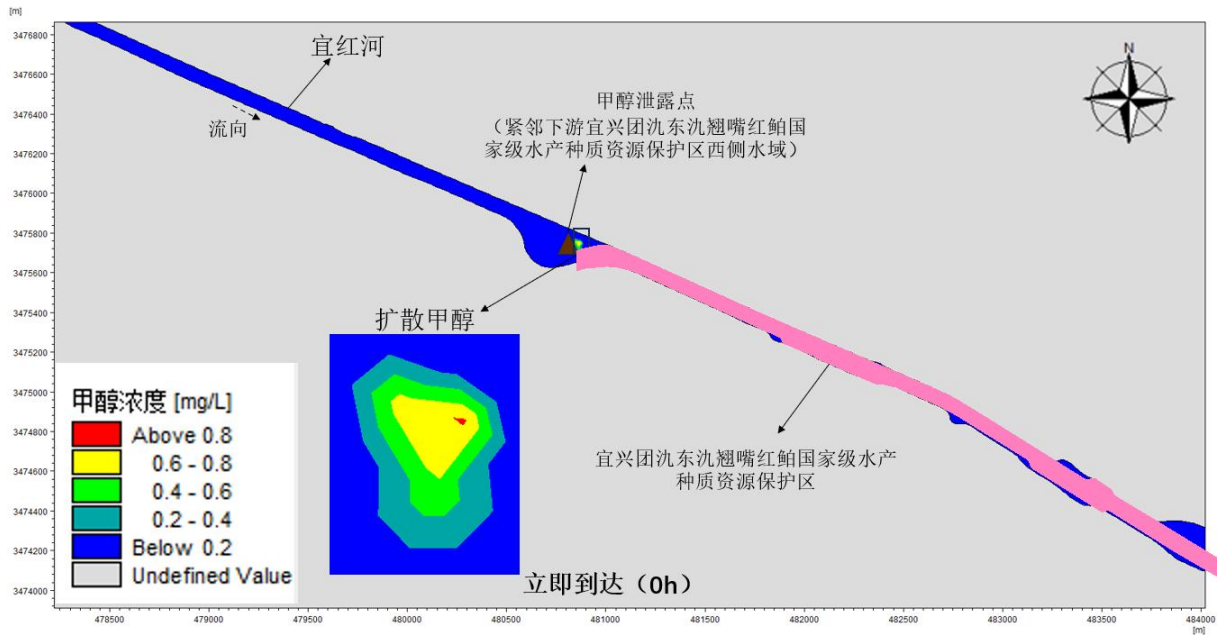 [m]
3476800
3476600
3476400
3476200
3476000
3475800
3475600
3475400
3475200
3475000
3474800
3474600
3474400
3474200
3474000
宜红河
流向
甲醇泄露点
（紧邻下游宜兴团氿东氿翘嘴红鲌国
家级水产种质资源保护区西侧水域）
N
扩散甲醇
宜兴团氿东氿翘嘴红鲌国家级水产
种质资源保护区
甲醇浓度 [mg/L]
Above 0.8
0.6 - 0.8
0.4 - 0.6
0.2 - 0.4
Below 0.2
Undefined Value
立即到达（0h）
478500
479000
479500
480000
480500
481000
481500
482000
482500
483000
483500
484000
[m]